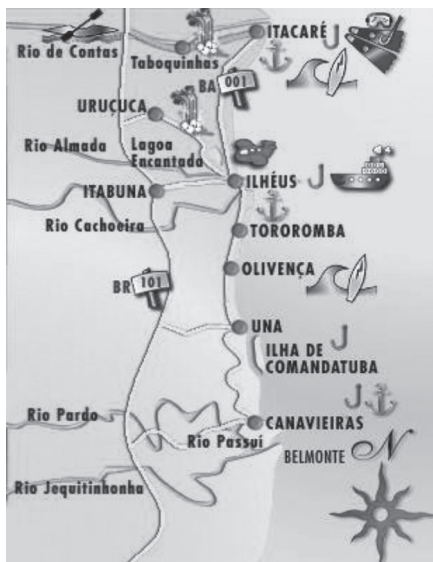 ITACARÉ
Rio de Contas
Taboquinhas
BA 001
URUÇUCA
Rio Almada
Lagoa
Encantada
ILHÉUS
ITABUNA
Rio Cachoeira
TOROROMBA
OLIVENÇA
BR 101
UNA
ILHA DE
COMANDATUBA
Rio Pardo
CANAVIEIRAS
Rio Passuí
BELMONTE
N
Rio Jequitinhonha